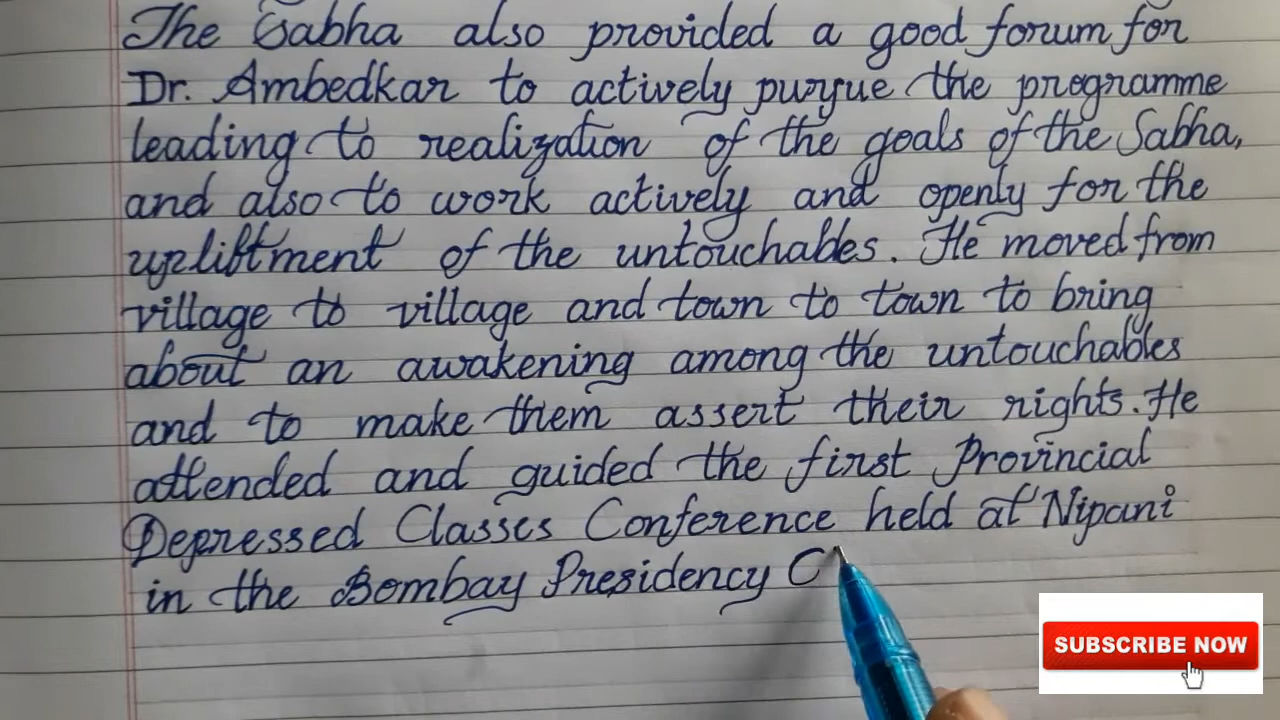 The Sabha also provided a good forum for
Dr. Ambedkar to actively pursue the programme
leading to realization of the goals of the Sabha,
and also to work actively and openly for the
upliftment of the untouchables. He moved from
village to village and town to town to bring
about an awakening among the untouchables
and to make them assert their rights. He
attended and guided the first Provincial
Depressed Classes Conference held at Nipani
in the Bombay Presidency C
SUBSCRIBE NOW